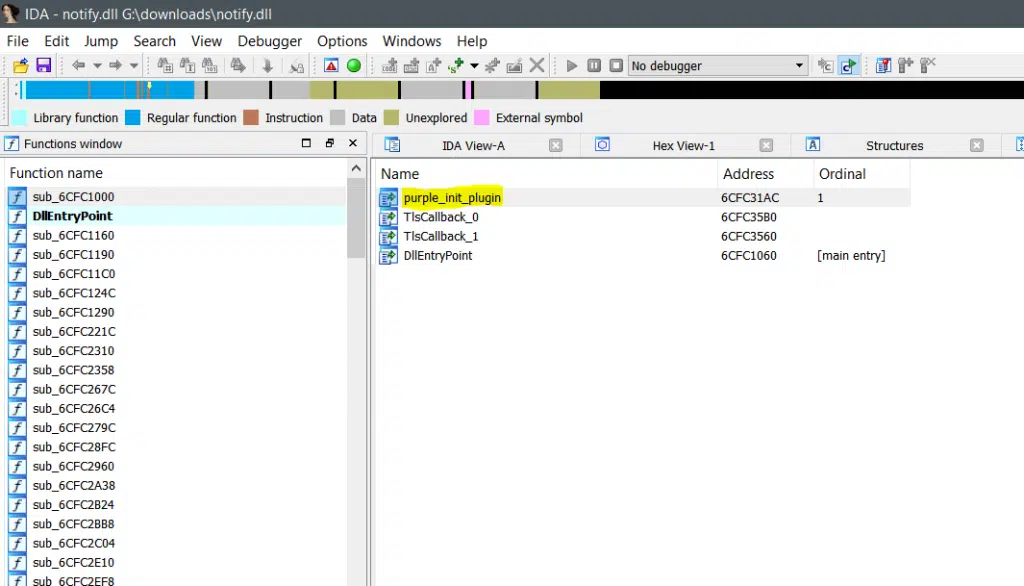 IDA - notify.dll G:\downloads\notify.dll
File Edit Jump Search View Debugger Options Windows Help
No debugger
Library function Regular function Instruction Data Unexplored External symbol
Functions window
IDA View-A Hex View-1 Structures
Function name
Name Address Ordinal
sub_6CFC1000
purple_init_plugin 6CFC31AC 1
DllEntryPoint
TlsCallback_0 6CFC35B0
sub_6CFC1160
TlsCallback_1 6CFC3560
sub_6CFC1190
DllEntryPoint 6CFC1060 [main entry]
sub_6CFC11C0
sub_6CFC124C
sub_6CFC1290
sub_6CFC221C
sub_6CFC2310
sub_6CFC2358
sub_6CFC267C
sub_6CFC26C4
sub_6CFC279C
sub_6CFC28FC
sub_6CFC2960
sub_6CFC2A38
sub_6CFC2B24
sub_6CFC2BB8
sub_6CFC2C04
sub_6CFC2E10
sub_6CFC2EF8